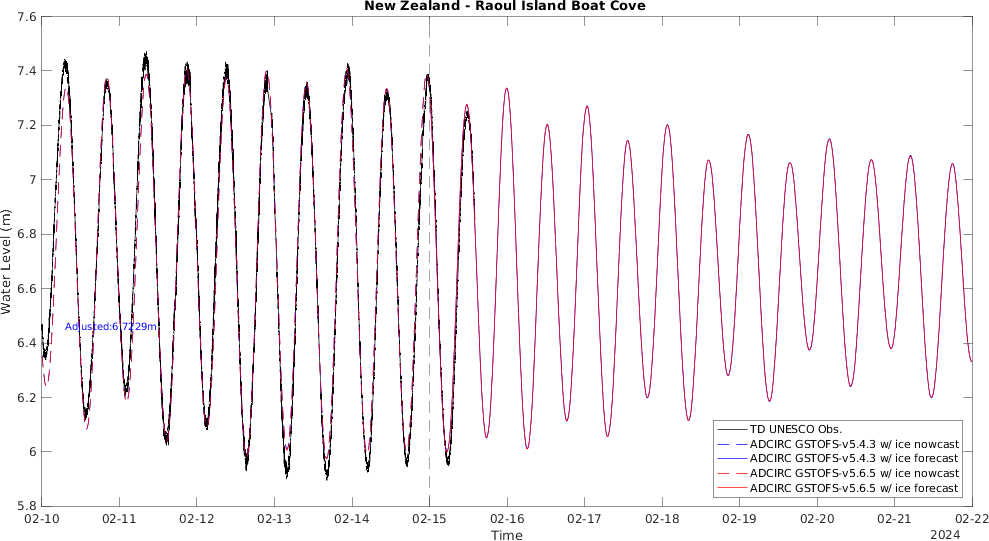 New Zealand - Raoul Island Boat Cove
7.6
7.4
7.2
7
6.8
6.6
6.4
6.2
6
5.8
Water Level (m)
Adjusted:6.7229m
TD UNESCO Obs.
ADCIRC GSTOFS-v5.4.3 w/ ice nowcast
ADCIRC GSTOFS-v5.4.3 w/ ice forecast
ADCIRC GSTOFS-v5.6.5 w/ ice nowcast
ADCIRC GSTOFS-v5.6.5 w/ ice forecast
02-10 02-11 02-12 02-13 02-14 02-15 02-16 02-17 02-18 02-19 02-20 02-21 02-22
Time
2024